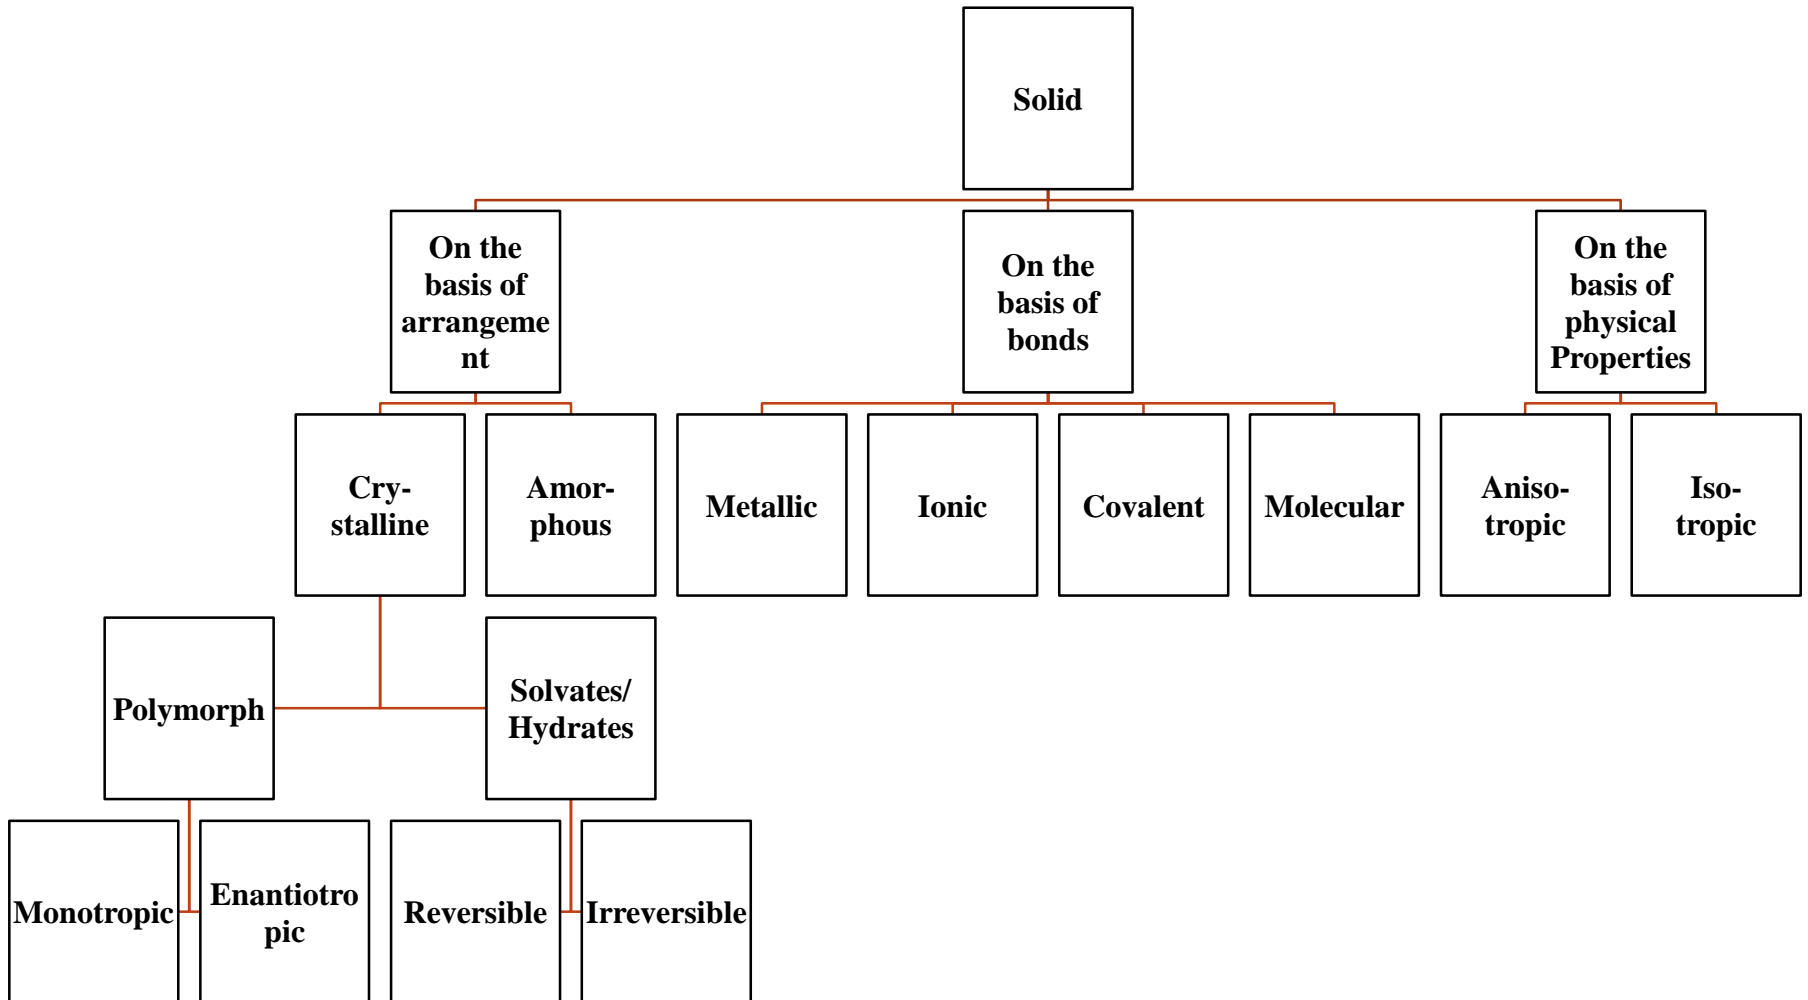 Solid
On the
basis of
arrangeme
nt
On the
basis of
bonds
On the
basis of
physical
Properties
Cry-
stalline
Amor-
phous
Metallic
Ionic
Covalent
Molecular
Aniso-
tropic
Iso-
tropic
Polymorph
Solvates/
Hydrates
Monotropic
Enantiotro
pic
Reversible
Irreversible